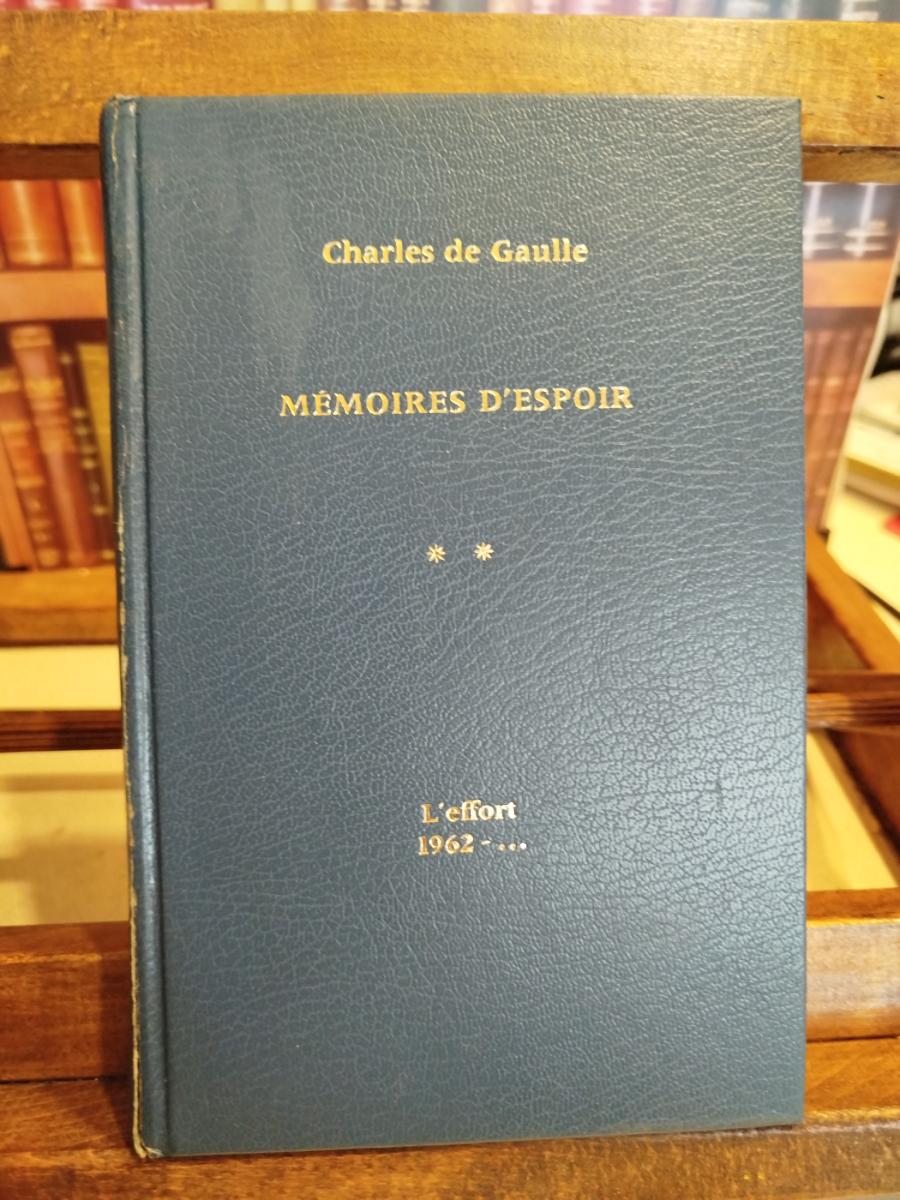 Charles de Gaulle
MÉMOIRES D'ESPOIR
* *
L'effort
1962 - ...